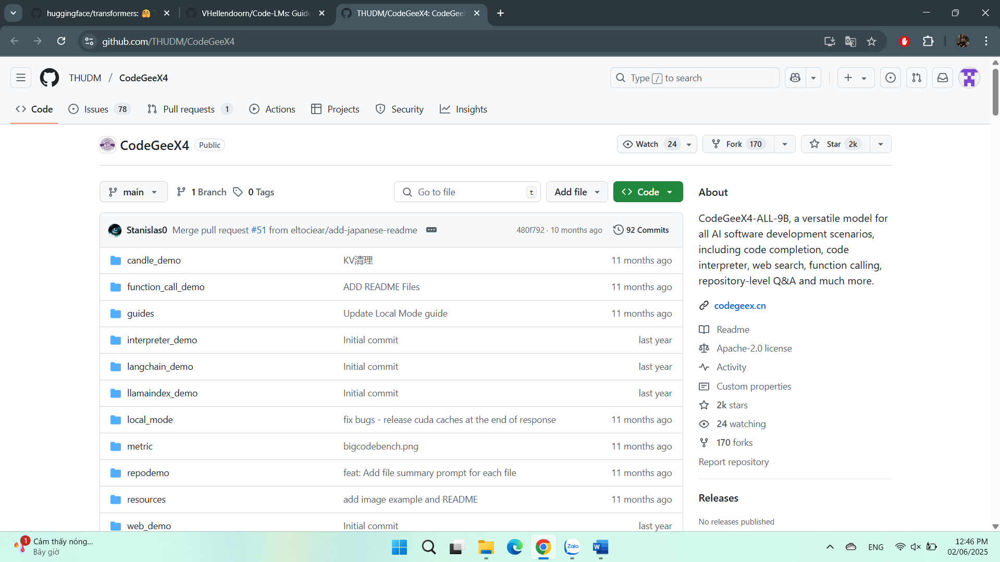 huggingface/transformers: 🤗 T
VHellendoorn/Code-LMs: Guide
THUDM/CodeGeeX4: CodeGeeX
github.com/THUDM/CodeGeeX4
THUDM / CodeGeeX4
Type / to search
Code
Issues 78
Pull requests 1
Actions
Projects
Security
Insights
CodeGeeX4 Public
Watch 24
Fork 170
Star 2k
main
1 Branch
0 Tags
Go to file t
Add file
Code
Stanislas0 Merge pull request #51 from eltociear/add-japanese-readme
480f792 · 10 months ago
92 Commits
candle_demo KV清理 11 months ago
function_call_demo ADD README Files 11 months ago
guides Update Local Mode guide 11 months ago
interpreter_demo Initial commit last year
langchain_demo Initial commit last year
llamaindex_demo Initial commit last year
local_mode fix bugs - release cuda caches at the end of response 11 months ago
metric bigcodebench.png 11 months ago
repodemo feat: Add file summary prompt for each file 11 months ago
resources add image example and README 11 months ago
web_demo Initial commit last year
About
CodeGeeX4-ALL-9B, a versatile model for
all AI software development scenarios,
including code completion, code
interpreter, web search, function calling,
repository-level Q&A and much more.
codegeex.cn
Readme
Apache-2.0 license
Activity
Custom properties
2k stars
24 watching
170 forks
Report repository
Releases
No releases published
1
Cảm thấy nóng...
Bây giờ
Zalo
W
ENG
12:46 PM
02/06/2025